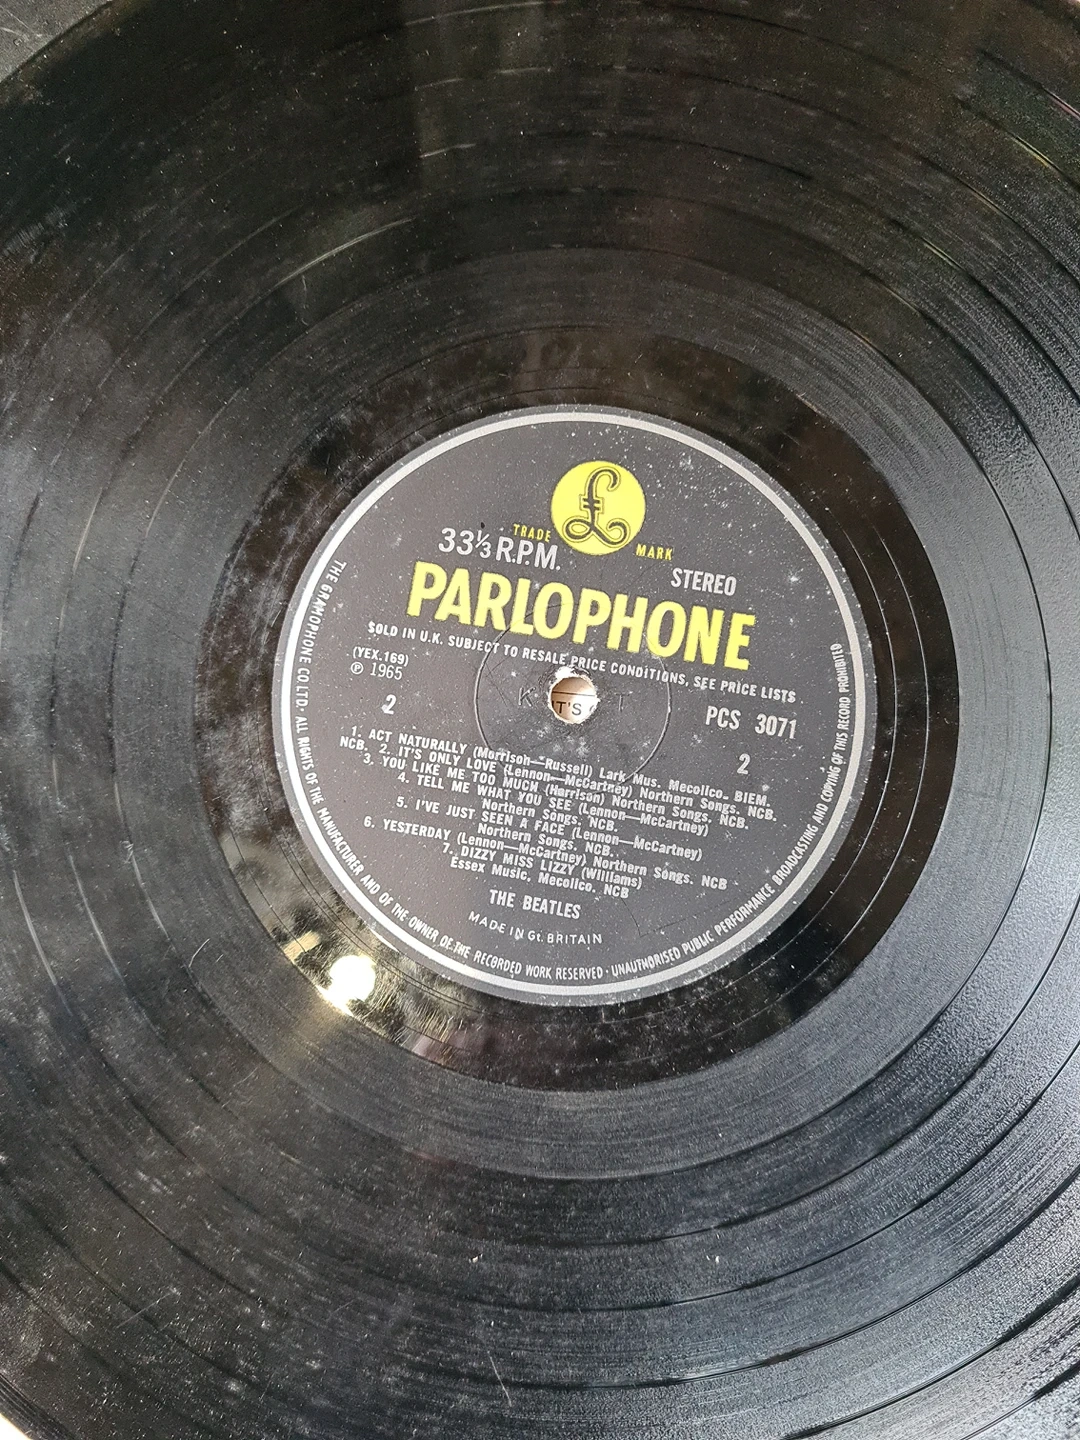 £
TRADE MARK
33⅓ R.P.M.
STEREO
PARLOPHONE
SOLD IN U.K. SUBJECT TO RESALE PRICE CONDITIONS, SEE PRICE LISTS
(YEX.169)
Ⓟ 1965
2
PCS 3071
2
K T
T'S
1. ACT NATURALLY (Morrison—Russell) Lark Mus. Mecolico. BIEM.
NCB. 2. IT'S ONLY LOVE (Lennon—McCartney) Northern Songs. NCB.
3. YOU LIKE ME TOO MUCH (Harrison) Northern Songs. NCB.
4. TELL ME WHAT YOU SEE (Lennon—McCartney)
Northern Songs. NCB.
5. I'VE JUST SEEN A FACE (Lennon—McCartney)
Northern Songs. NCB.
6. YESTERDAY (Lennon—McCartney) Northern Songs. NCB
7. DIZZY MISS LIZZY (Williams)
Essex Music. Mecolico. NCB
THE BEATLES
MADE IN Gt. BRITAIN
THE GRAMOPHONE CO. LTD. ALL RIGHTS OF THE MANUFACTURER AND OF THE OWNER OF THE RECORDED WORK RESERVED · UNAUTHORISED PUBLIC PERFORMANCE BROADCASTING AND COPYING OF THIS RECORD PROHIBITED